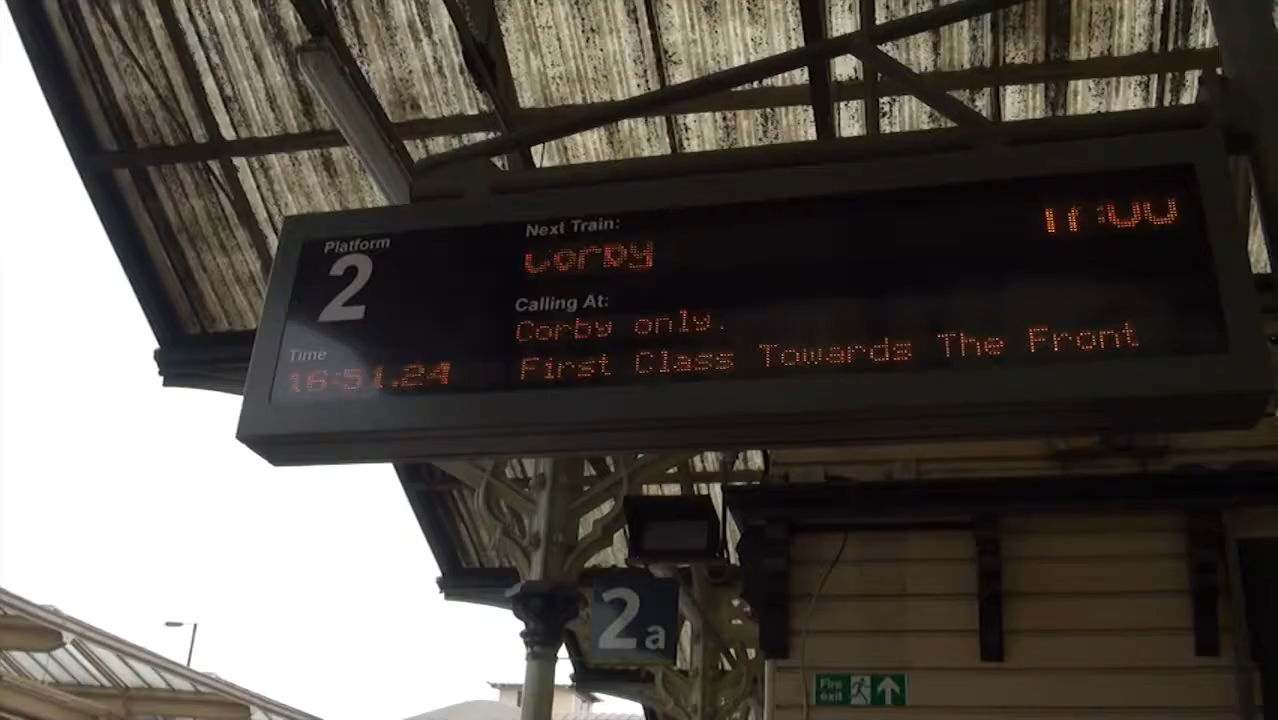 Platform
2
Next Train:
Corby
17:00
Calling At:
Corby only.
First Class Towards The Front
Time
16:51.24
2a
Fire
exit